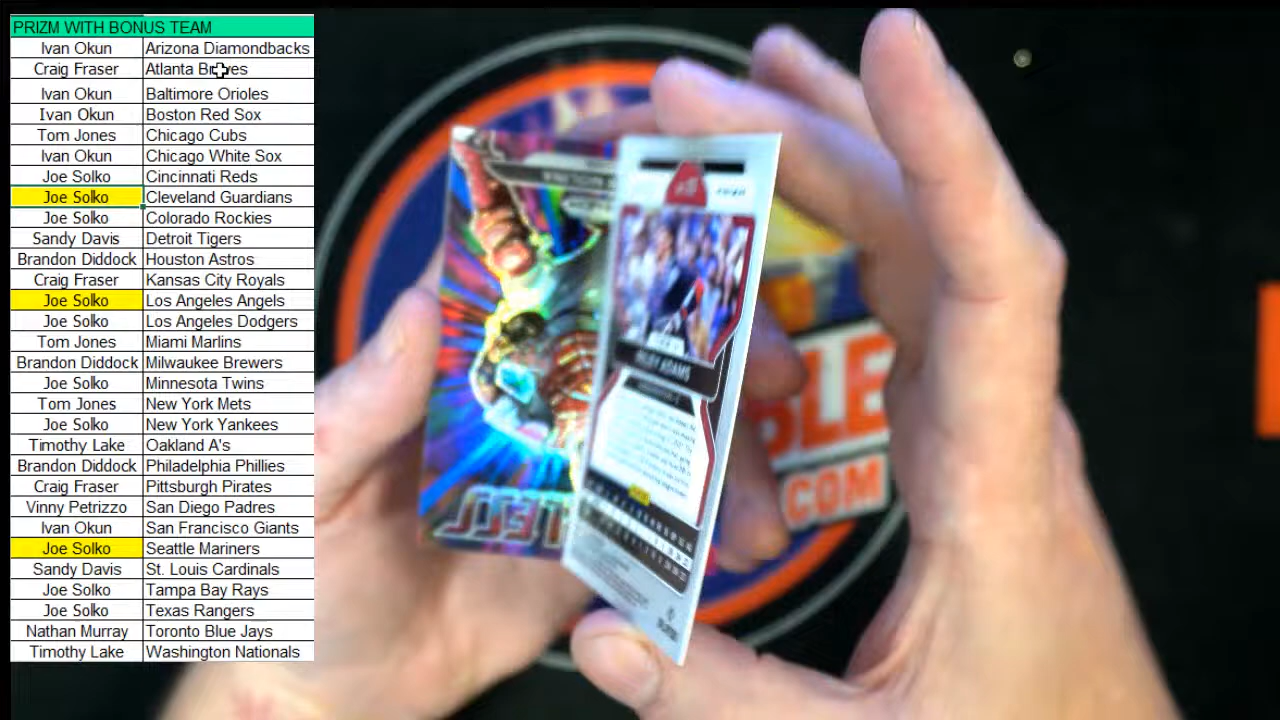 PRIZM WITH BONUS TEAM
Ivan Okun Arizona Diamondbacks
Craig Fraser Atlanta Braves
Ivan Okun Baltimore Orioles
Ivan Okun Boston Red Sox
Tom Jones Chicago Cubs
Ivan Okun Chicago White Sox
Joe Solko Cincinnati Reds
Joe Solko Cleveland Guardians
Joe Solko Colorado Rockies
Sandy Davis Detroit Tigers
Brandon Diddock Houston Astros
Craig Fraser Kansas City Royals
Joe Solko Los Angeles Angels
Joe Solko Los Angeles Dodgers
Tom Jones Miami Marlins
Brandon Diddock Milwaukee Brewers
Joe Solko Minnesota Twins
Tom Jones New York Mets
Joe Solko New York Yankees
Timothy Lake Oakland A's
Brandon Diddock Philadelphia Phillies
Craig Fraser Pittsburgh Pirates
Vinny Petrizzo San Diego Padres
Ivan Okun San Francisco Giants
Joe Solko Seattle Mariners
Sandy Davis St. Louis Cardinals
Joe Solko Tampa Bay Rays
Joe Solko Texas Rangers
Nathan Murray Toronto Blue Jays
Timothy Lake Washington Nationals
RILEY ADAMS
BLE
COM